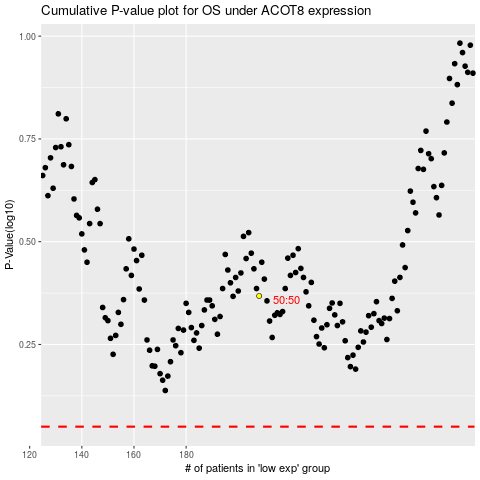 Cumulative P-value plot for OS under ACOT8 expression
1.00
0.75
0.50
0.25
P-Value(log10)
50:50
120 140 160 180
# of patients in 'low exp' group